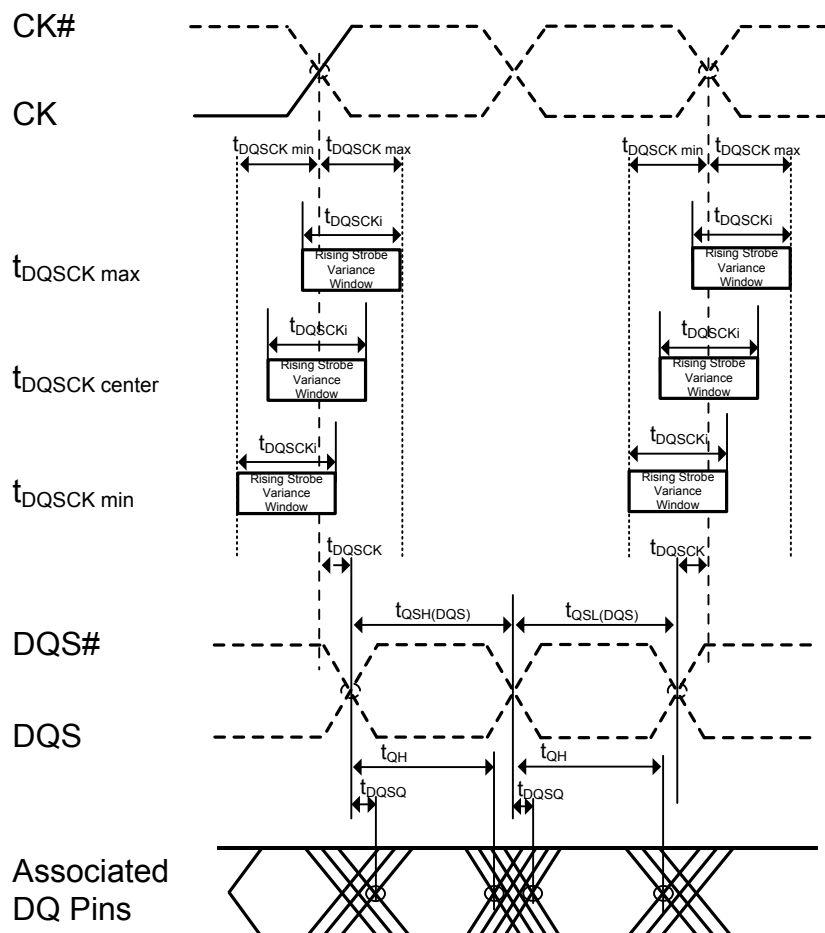 CK#
CK
tDQSCK min tDQSCK max tDQSCK min tDQSCK max
tDQSCKi tDQSCKi
tDQSCK max
Rising Strobe
Variance
Window
Rising Strobe
Variance
Window
tDQSCKi tDQSCKi
tDQSCK center
Rising Strobe
Variance
Window
Rising Strobe
Variance
Window
tDQSCKi tDQSCKi
tDQSCK min
Rising Strobe
Variance
Window
Rising Strobe
Variance
Window
tDQSCK tDQSCK
tQSH(DQS) tQSL(DQS)
DQS#
DQS
tQH tQH
tDQSQ tDQSQ
Associated
DQ Pins